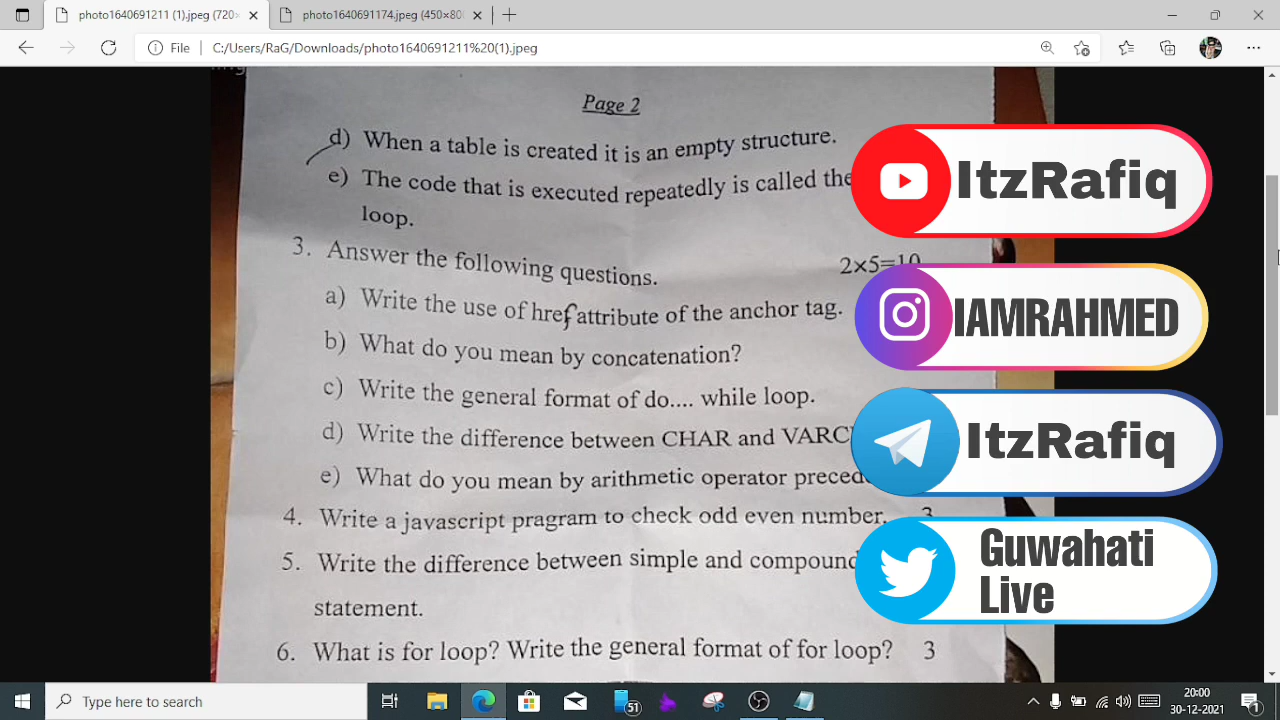 photo1640691211 (1).jpeg (720×
photo1640691174.jpeg (450×80
File
C:/Users/RaG/Downloads/photo1640691211%20(1).jpeg
Page 2
d) When a table is created it is an empty structure.
e) The code that is executed repeatedly is called the
loop.
3. Answer the following questions. 2×5=10
a) Write the use of href attribute of the anchor tag.
b) What do you mean by concatenation?
c) Write the general format of do.... while loop.
d) Write the difference between CHAR and
e) What do you mean by arithmetic operator
4. Write a javascript pragram to check odd even number. 3
5. Write the difference between simple and compound
statement.
6. What is for loop? Write the general format of for loop? 3
ItzRafiq
IAMRAHMED
ItzRafiq
Guwahati
Live
Type here to search
51
20:00
30-12-2021
1